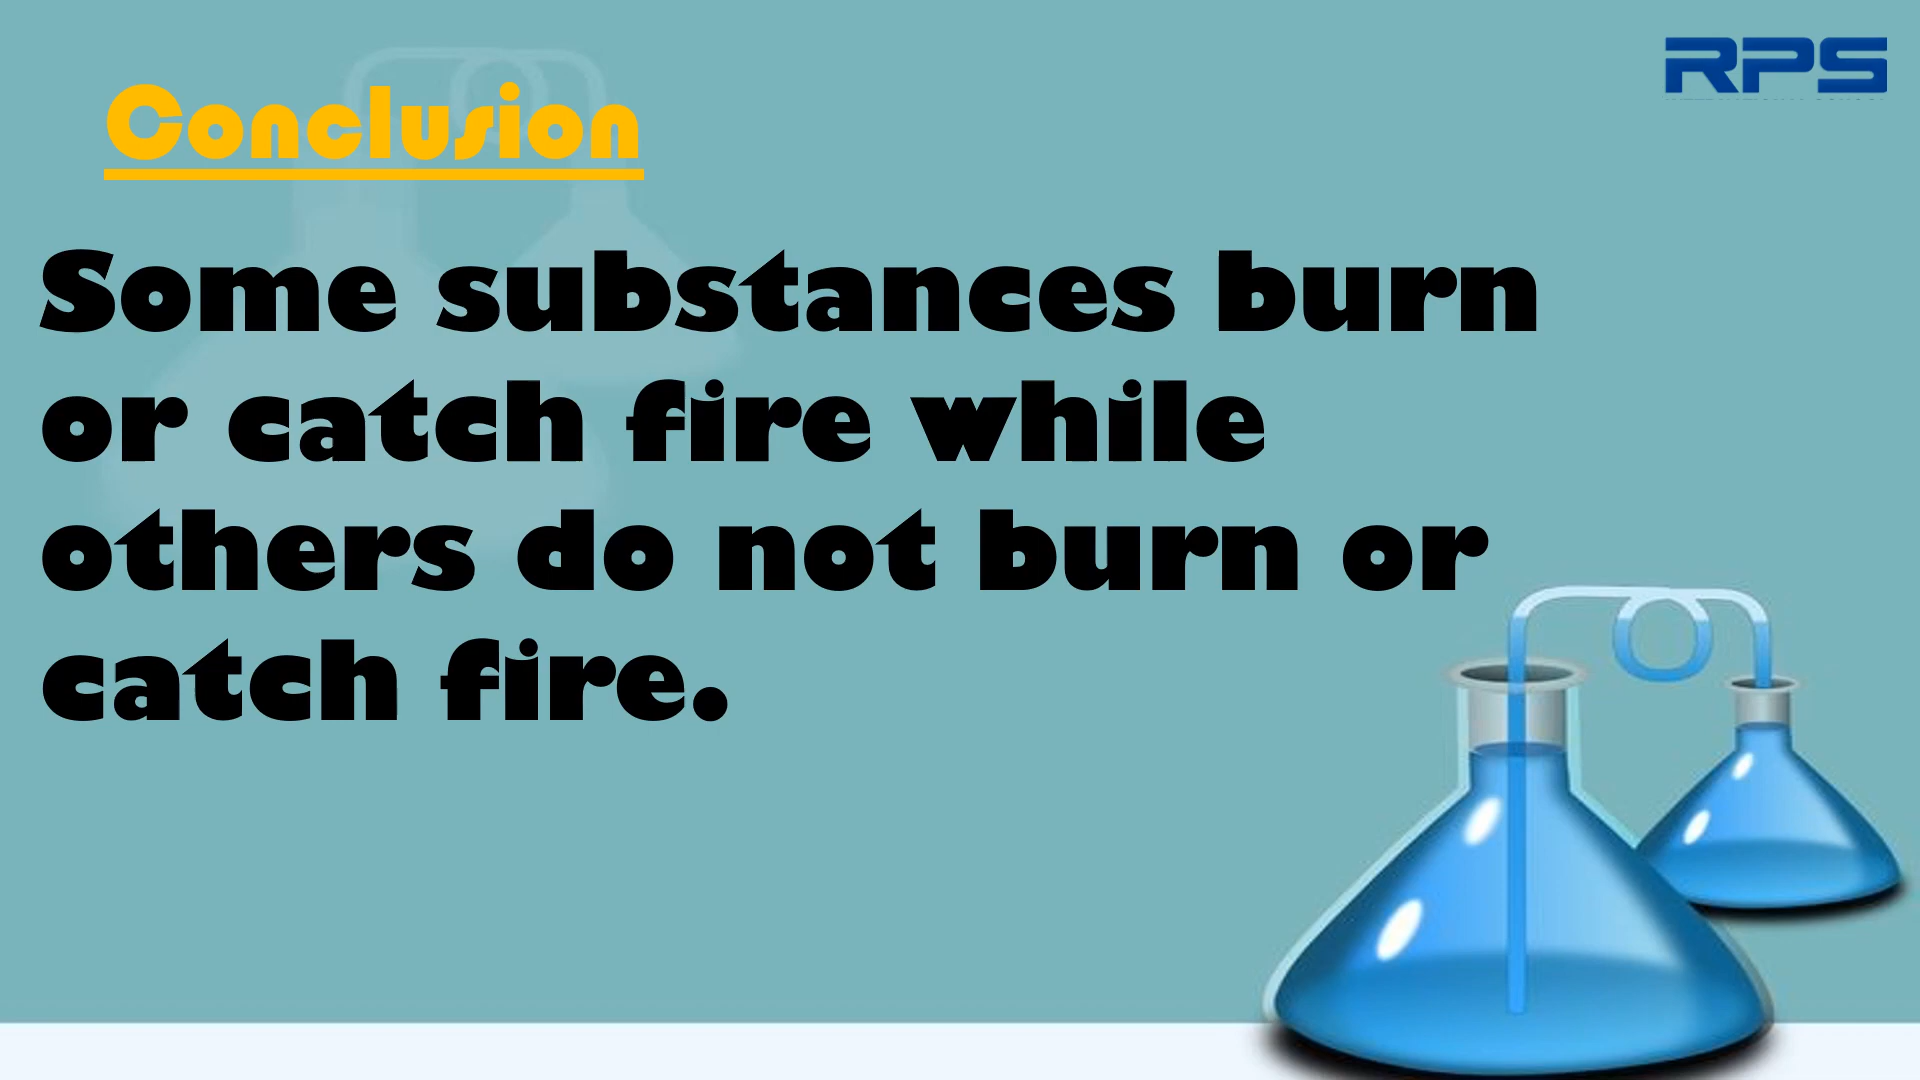 RPS
Conclusion
Some substances burn
or catch fire while
others do not burn or
catch fire.